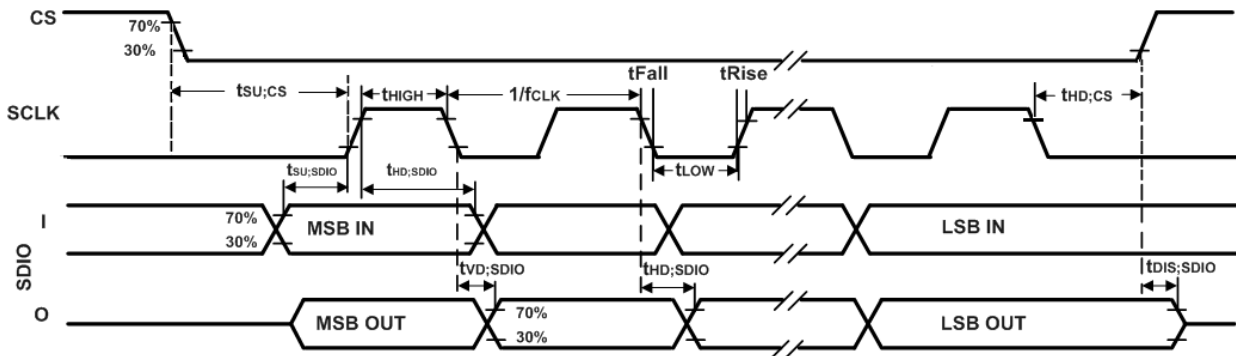 CS
70%
30%
tFall
tRise
tSU;CS
tHIGH
1/fCLK
tHD;CS
SCLK
tLOW
tSU;SDIO
tHD;SDIO
I
70%
MSB IN
LSB IN
30%
SDIO
tVD;SDIO
tHD;SDIO
tDIS;SDIO
O
MSB OUT
70%
LSB OUT
30%